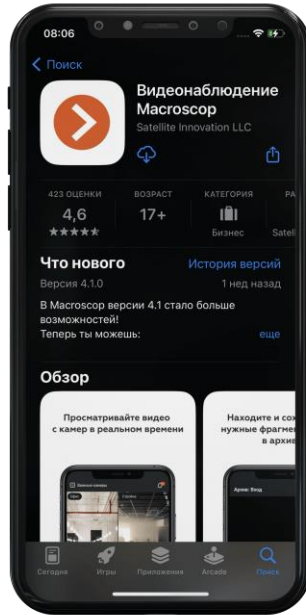 08:06
Поиск
Видеонаблюдение
Macroscop
Satellite Innovation LLC
423 ОЦЕНКИ
ВОЗРАСТ
КАТЕГОРИЯ
4,6
17+
Бизнес
Что нового
История версий
Версия 4.1.0
1 нед назад
В Macroscop версии 4.1 стало больше
возможностей!
Теперь ты можешь:
еще
Обзор
Просматривайте видео
с камер в реальном времени
Находите и
нужные
в
Архив: Вход
Сегодня
Игры
Приложения
Arcade
Поиск